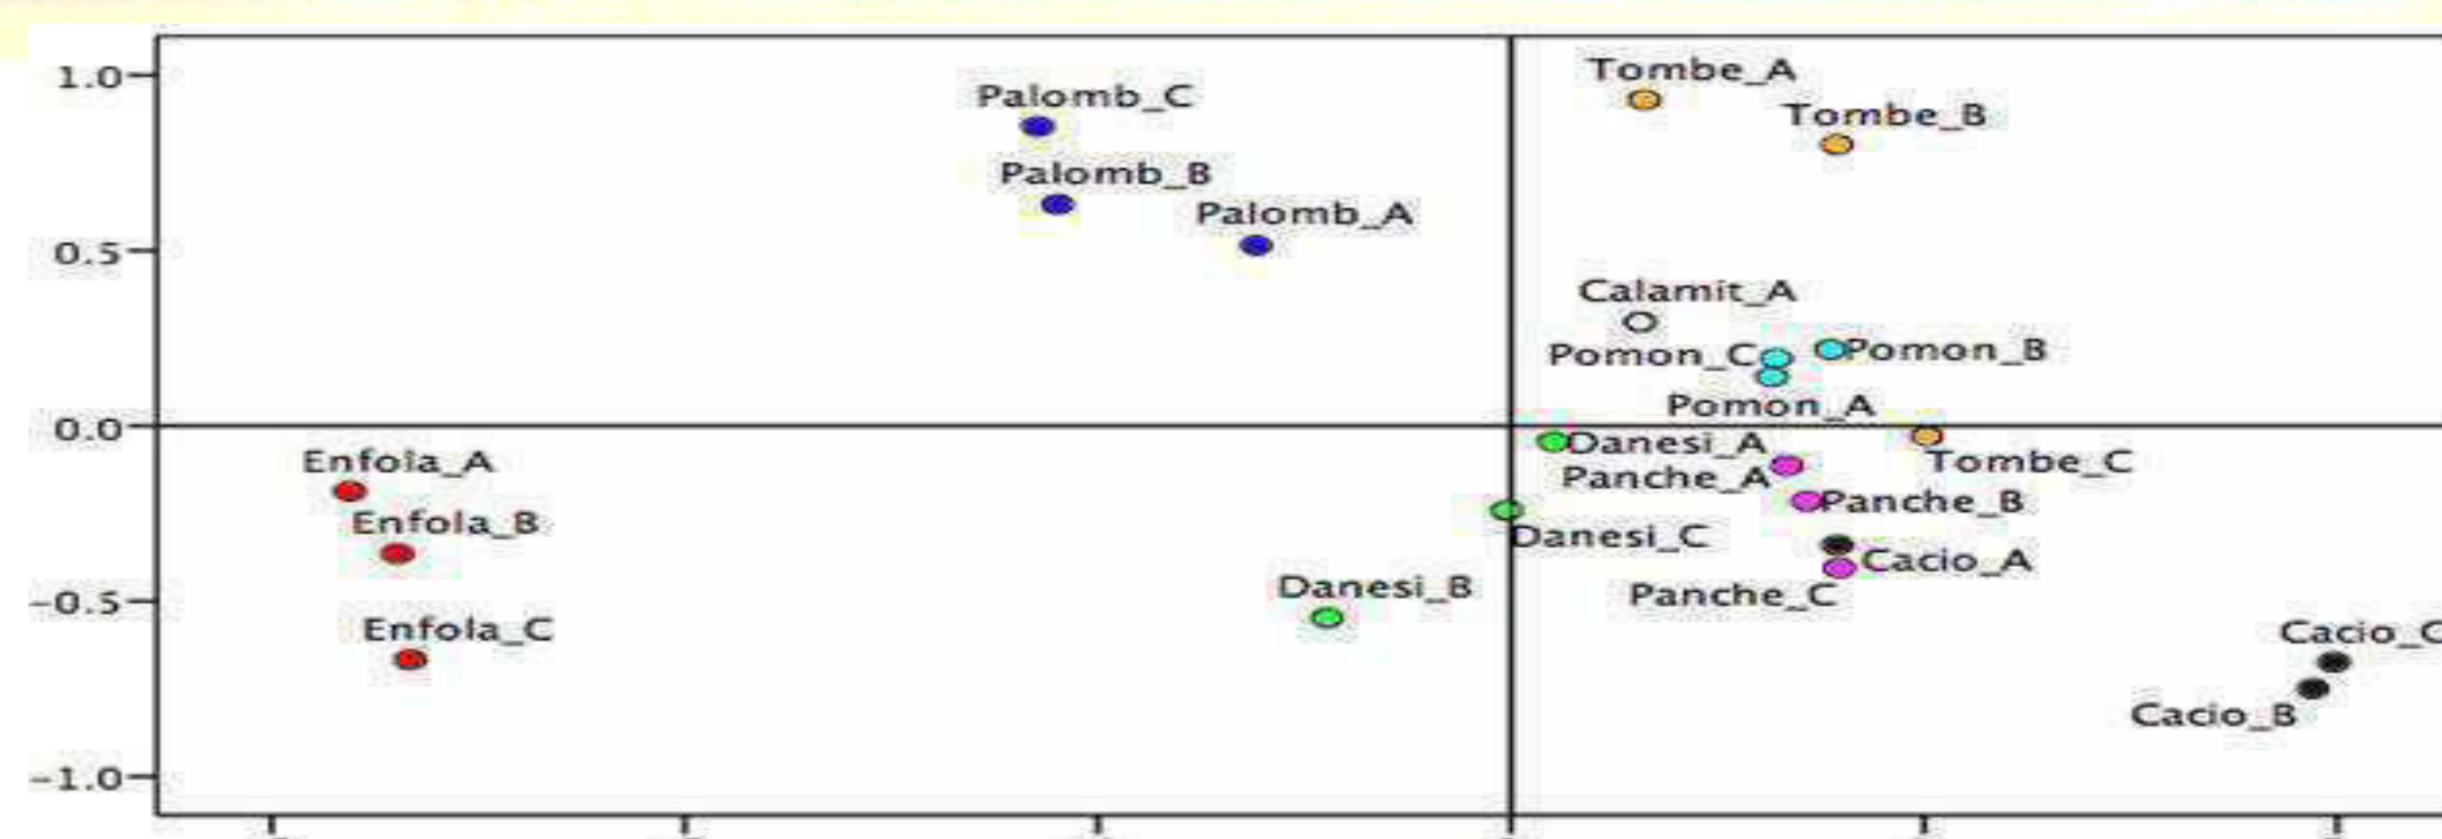 1.0
Tombe_A
Palomb_C
Tombe_B
Palomb_B
Palomb_A
0.5
Calamit_A
Pomon_C
Pomon_B
Pomon_A
0.0
Danesi_A
Enfola_A
Tombe_C
Panche_A
Panche_B
Enfola_B
Danesi_C
Cacio_A
Danesi_B
Panche_C
-0.5
Enfola_C
Cacio_C
Cacio_B
-1.0